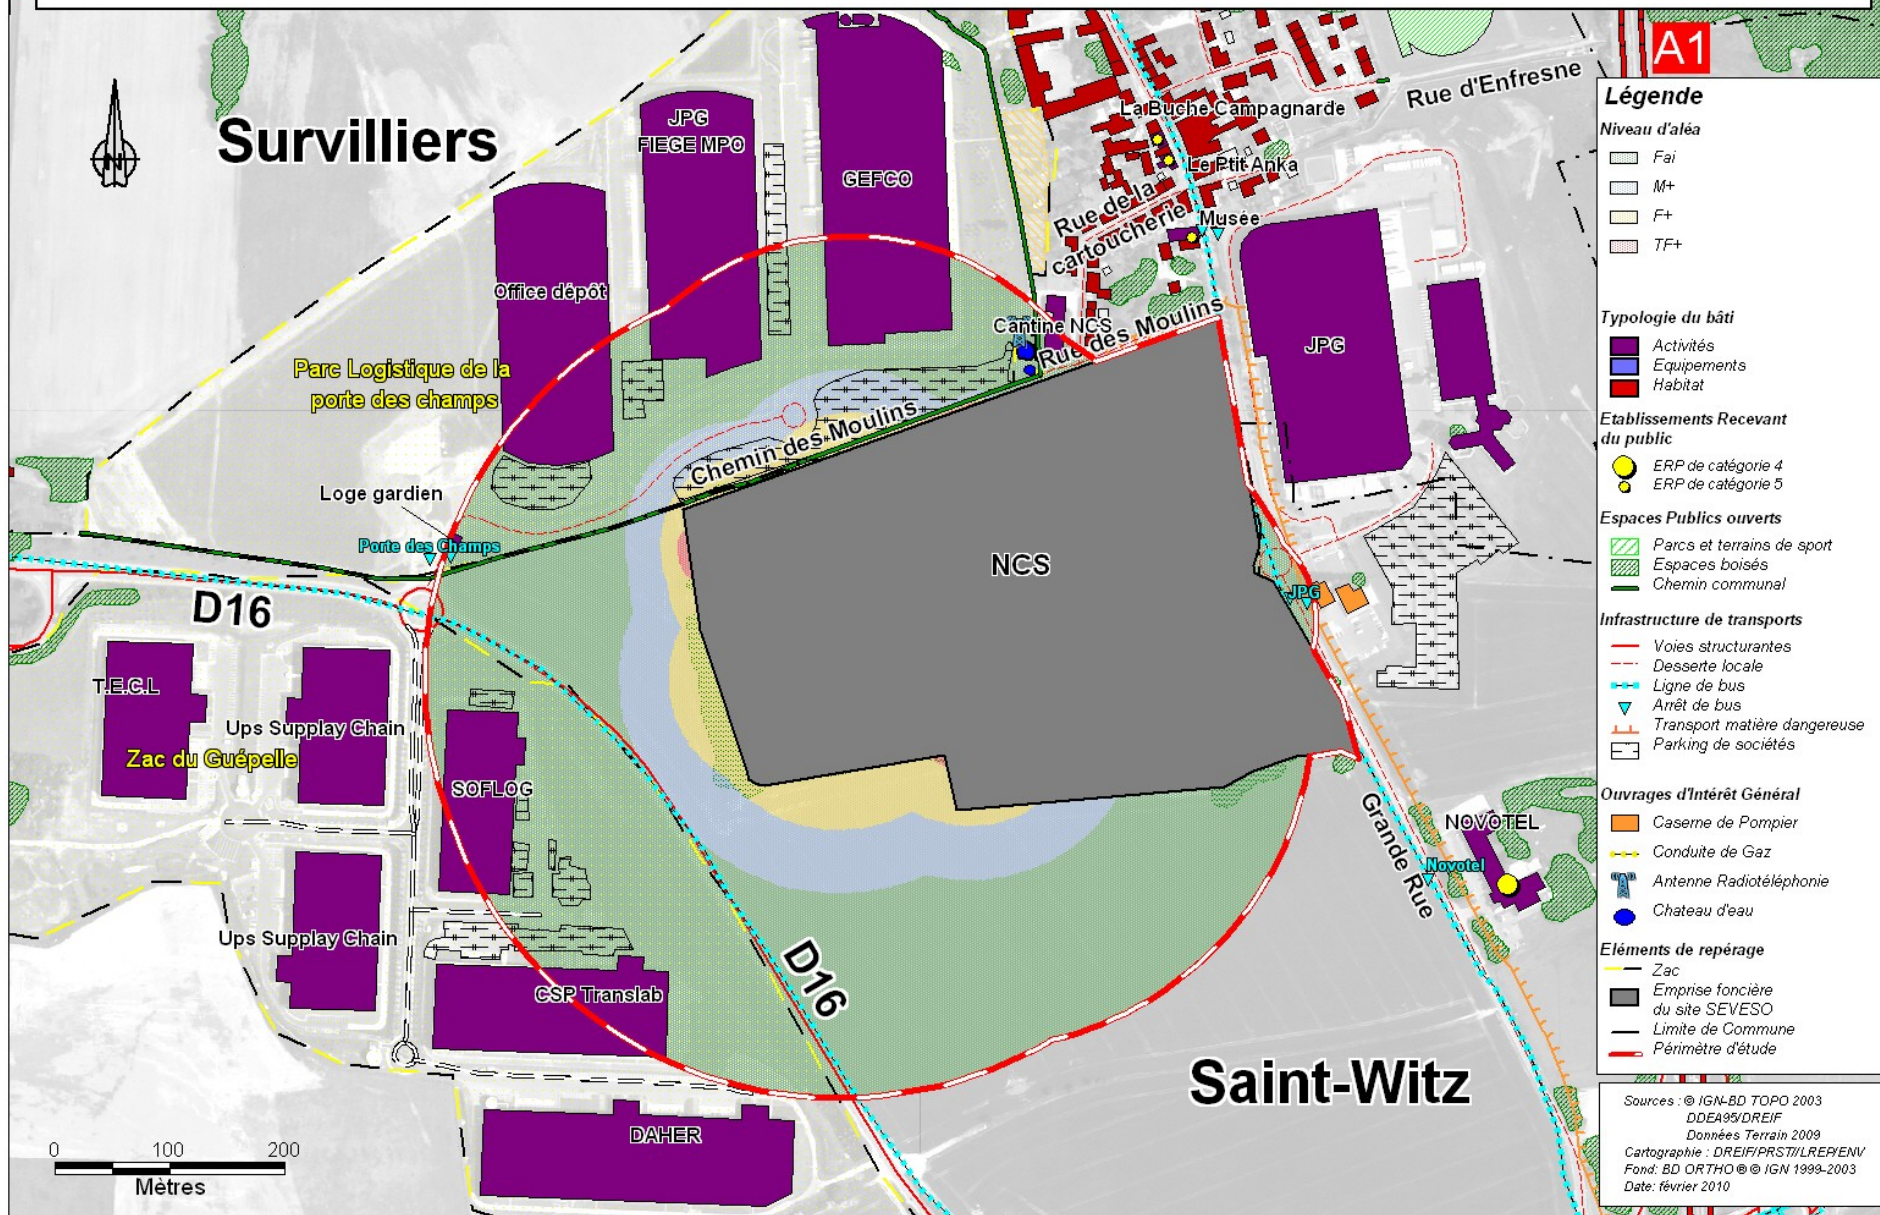 A1
Survilliers
N
JPG
FIEGE MPO
GEFCO
Office dépôt
Parc Logistique de la
porte des champs
La Buche Campagnarde
Rue d'Enfresne
Le Ptit Anka
Rue de la
cartoucherie
Musée
Cantine NCS
Rue des Moulins
JPG
Chemin des Moulins
Loge gardien
Porte des Champs
NCS
JPG
D16
T.E.C.L
Ups Supplay Chain
Zac du Guépelle
SOFLOG
Ups Supplay Chain
CSP Translab
D16
DAHER
Grande Rue
NOVOTEL
Novotel
Saint-Witz
0 100 200
Mètres
Légende
Niveau d'aléa
Fai
M+
F+
TF+
Typologie du bâti
Activités
Equipements
Habitat
Etablissements Recevant
du public
ERP de catégorie 4
ERP de catégorie 5
Espaces Publics ouverts
Parcs et terrains de sport
Espaces boisés
Chemin communal
Infrastructure de transports
Voies structurantes
Desserte locale
Ligne de bus
Arrêt de bus
Transport matière dangereuse
Parking de sociétés
Ouvrages d'Intérêt Général
Caserne de Pompier
Conduite de Gaz
Antenne Radiotéléphonie
Chateau d'eau
Eléments de repérage
Zac
Emprise foncière
du site SEVESO
Limite de Commune
Périmètre d'étude
Sources : © IGN-BD TOPO 2003
DDEA95/DREIF
Données Terrain 2009
Cartographie : DREIF/PRSTI/LREP/ENV
Fond: BD ORTHO ® © IGN 1999-2003
Date: février 2010